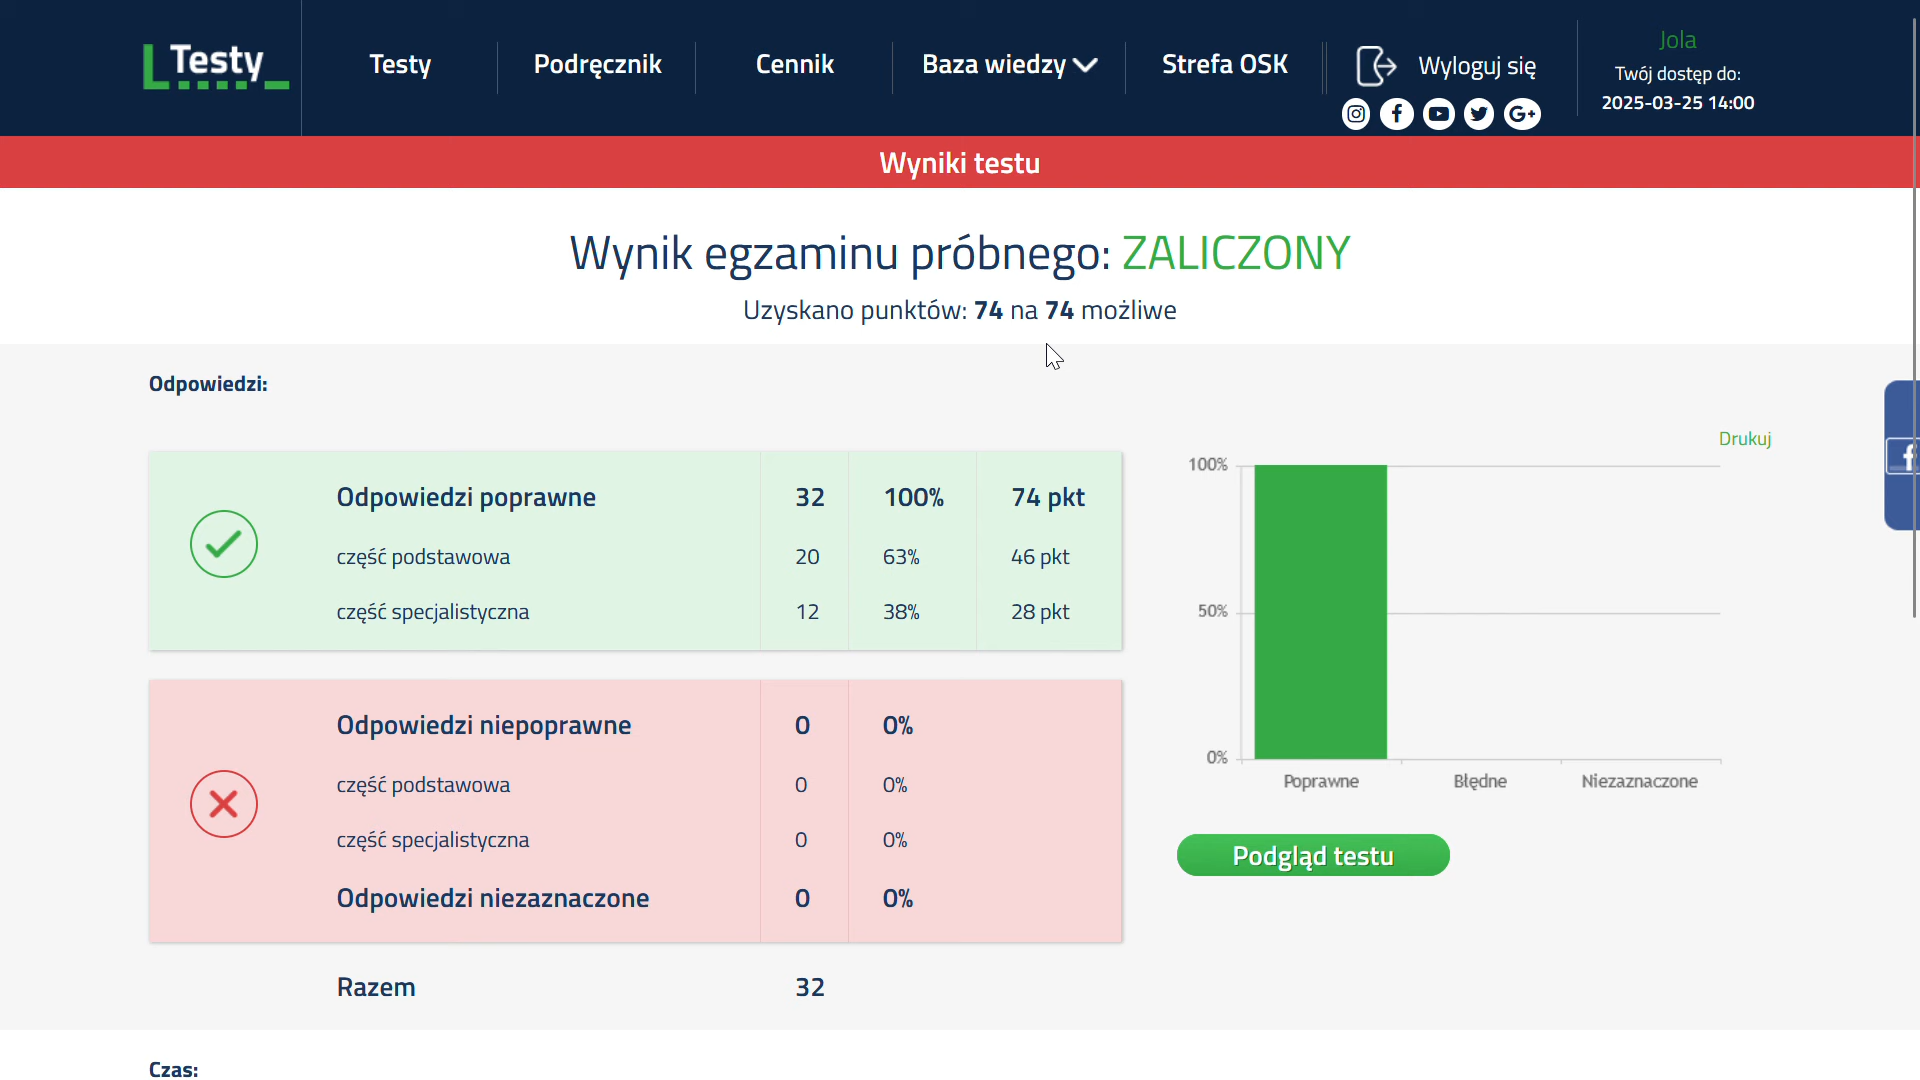 L Testy
Testy
Podręcznik
Cennik
Baza wiedzy
Strefa OSK
Wyloguj się
Jola
Twój dostęp do:
2025-03-25 14:00
Wyniki testu
Wynik egzaminu próbnego: ZALICZONY
Uzyskano punktów: 74 na 74 możliwe
Odpowiedzi:
Odpowiedzi poprawne 32 100% 74 pkt
część podstawowa 20 63% 46 pkt
część specjalistyczna 12 38% 28 pkt
Odpowiedzi niepoprawne 0 0%
część podstawowa 0 0%
część specjalistyczna 0 0%
Odpowiedzi niezaznaczone 0 0%
Razem 32
Drukuj
100%
50%
0%
Poprawne Błędne Niezaznaczone
Podgląd testu
Czas: